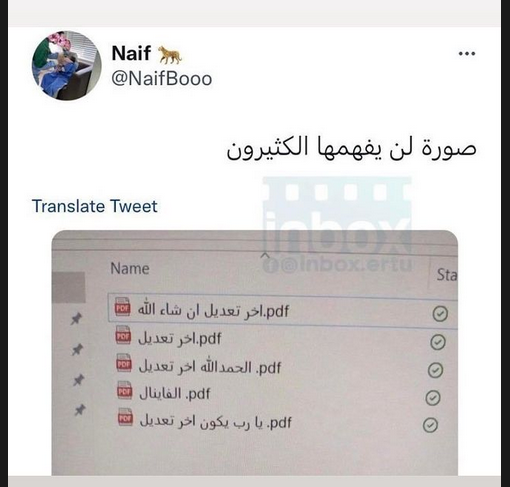 Naif 🐆
@NaifBooo
صورة لن يفهمها الكثيرون
Translate Tweet
inbox
@inbox.ertu
Name
Sta
اخر تعديل ان شاء الله.pdf
اخر تعديل.pdf
الحمدالله اخر تعديل .pdf
الفاينال .pdf
يا رب يكون اخر تعديل .pdf